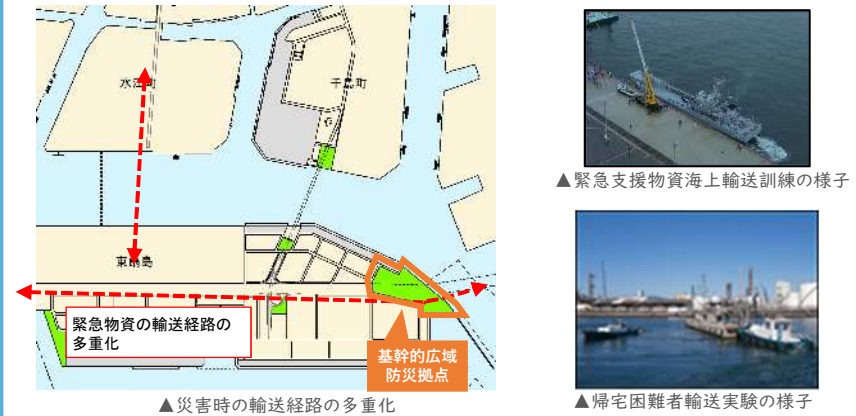 水江町
千鳥町
東扇島
緊急物資の輸送経路の
多重化
基幹的広域
防災拠点
▲災害時の輸送経路の多重化
▲緊急支援物資海上輸送訓練の様子
▲帰宅困難者輸送実験の様子